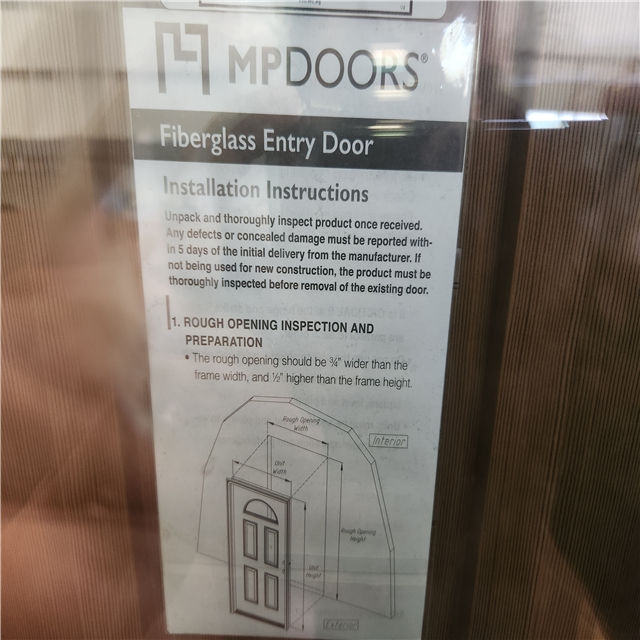 MPDOORS®
Fiberglass Entry Door
Installation Instructions
Unpack and thoroughly inspect product once received.
Any defects or concealed damage must be reported with-
in 5 days of the initial delivery from the manufacturer. If
not being used for new construction, the product must be
thoroughly inspected before removal of the existing door.
1. ROUGH OPENING INSPECTION AND
PREPARATION
• The rough opening should be ¾" wider than the
frame width, and ½" higher than the frame height.
Rough Opening
Width
Interior
Unit
Width
Rough Opening
Height
Unit
Height
Exterior